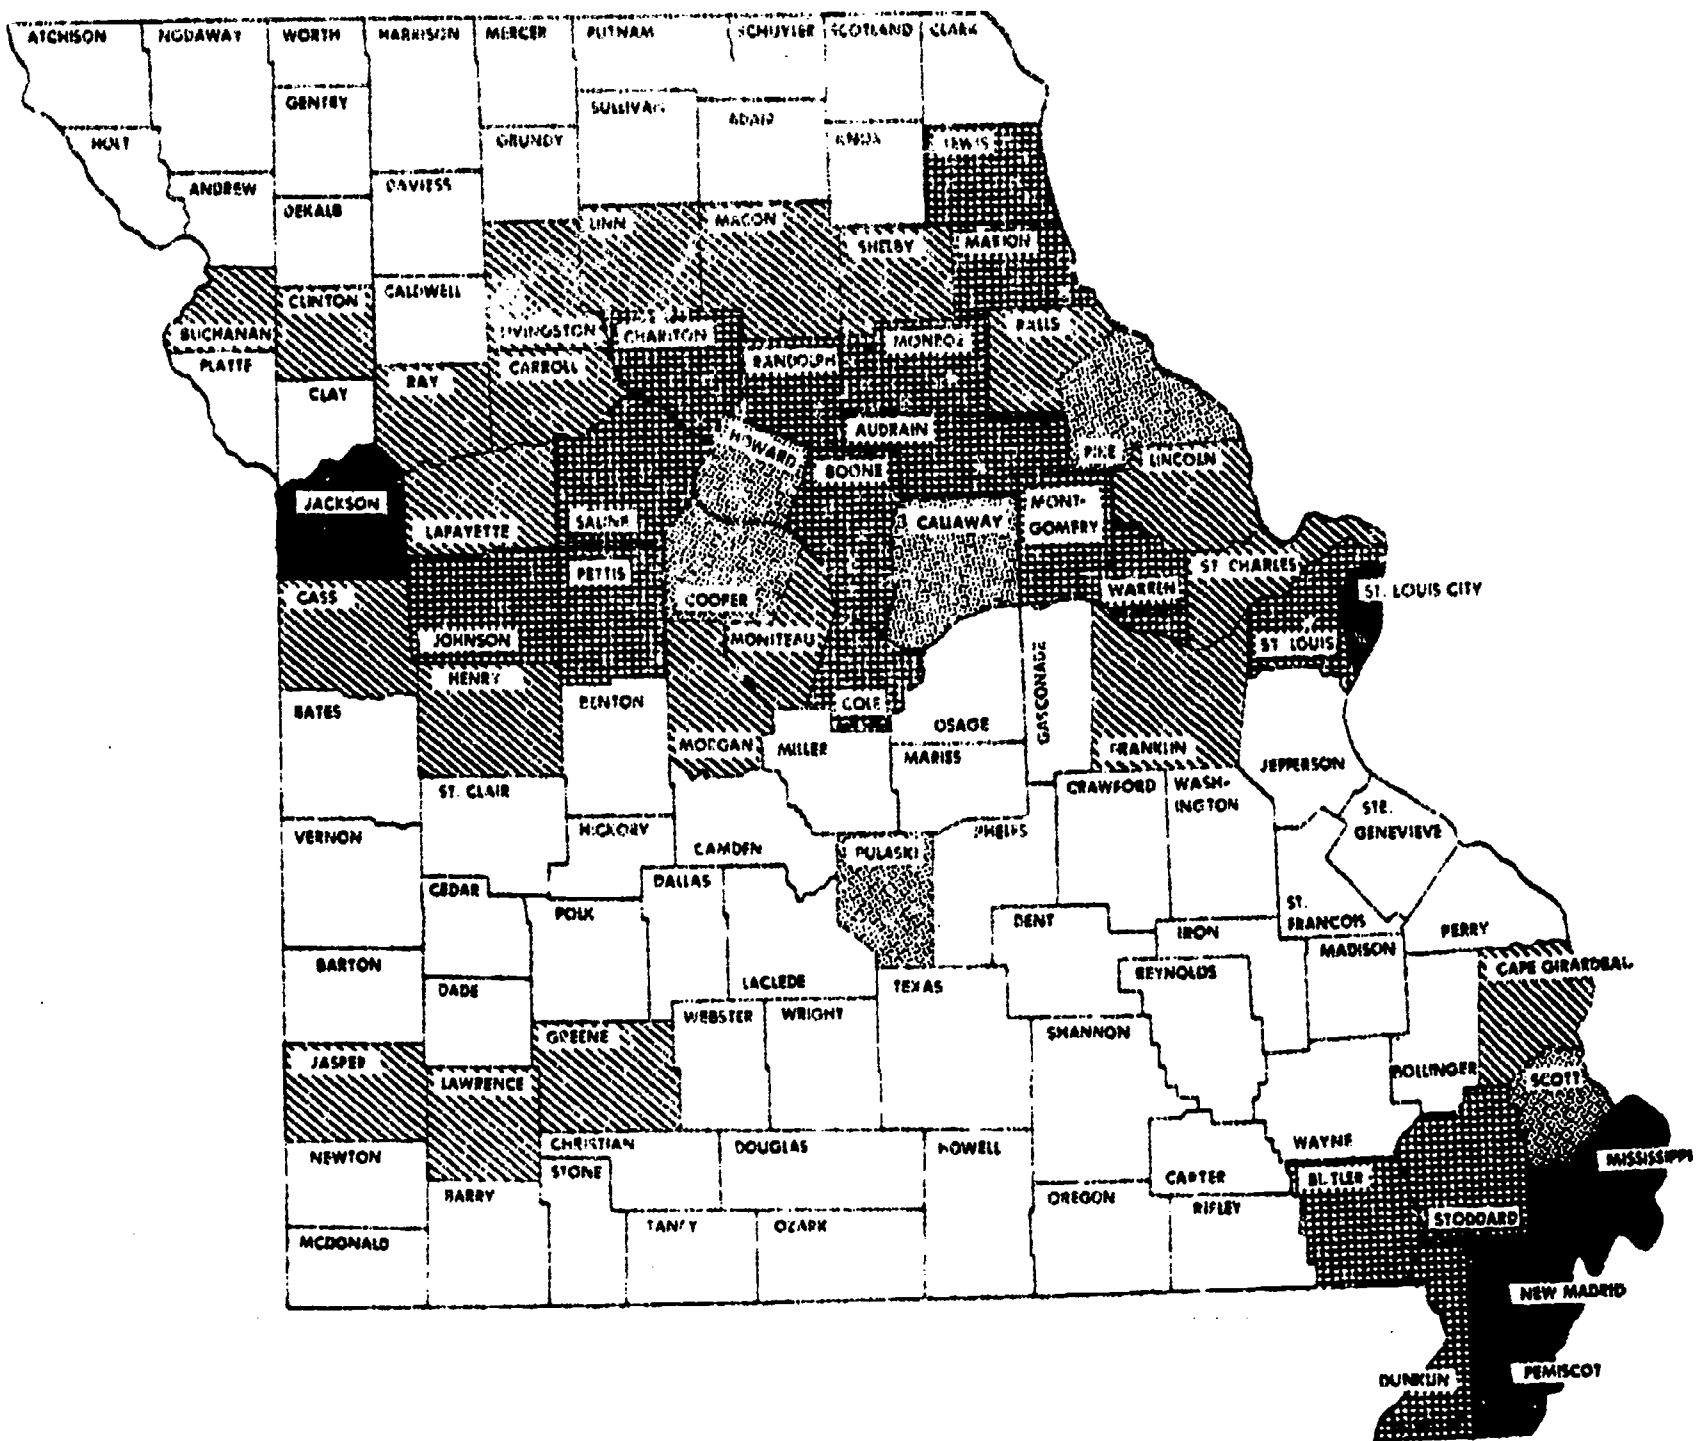 ATCHISON
NODAWAY
WORTH
HARRISON
MERCER
PUTNAM
SCHUYLER
SCOTLAND
CLARK
GENTRY
SULLIVAN
ADAIR
KNOX
LEWIS
HOLT
GRUNDY
ANDREW
DAVIESS
DEKALB
LINN
MACON
SHELBY
MARION
CLINTON
CALDWELL
BUCHANAN
LIVINGSTON
CHARITON
RANDOLPH
MONROE
RALLS
PLATTE
CARROLL
RAY
CLAY
AUDRAIN
HOWARD
BOONE
PIKE
LINCOLN
JACKSON
LAFAYETTE
SALINE
CALLAWAY
MONT-
GOMERY
PETTIS
ST. CHARLES
CASS
COOPER
WARREN
ST. LOUIS CITY
JOHNSON
MONITEAU
ST. LOUIS
HENRY
GASCONADE
BATES
BENTON
COLE
OSAGE
MORGAN
MILLER
MARIES
FRANKLIN
JEFFERSON
ST. CLAIR
CRAWFORD
WASH-
INGTON
STE.
GENEVIEVE
VERNON
HICKORY
CAMDEN
PULASKI
PHELPS
CEDAR
DALLAS
POLK
DENT
ST.
FRANCOIS
IRON
PERRY
BARTON
MADISON
DADE
LACLEDE
TEXAS
REYNOLDS
CAPE GIRARDEAU
WEBSTER
WRIGHT
GREENE
SHANNON
JASPER
LAWRENCE
BOLLINGER
SCOTT
CHRISTIAN
DOUGLAS
HOWELL
WAYNE
NEWTON
STONE
MISSISSIPPI
BARRY
OREGON
CARTER
BUTLER
RIPLEY
TANEY
OZARK
STODDARD
MCDONALD
NEW MADRID
DUNKLIN
PEMISCOT